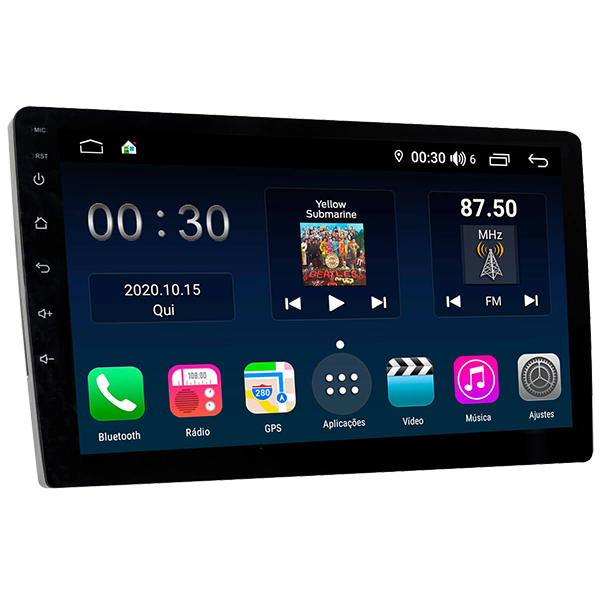 MIC
RST
00:30 6
00:30
2020.10.15
Qui
Yellow
Submarine
BEATLES
87.50
MHz
FM
108.00
280
Bluetooth
Rádio
GPS
Aplicações
Vídeo
Música
Ajustes